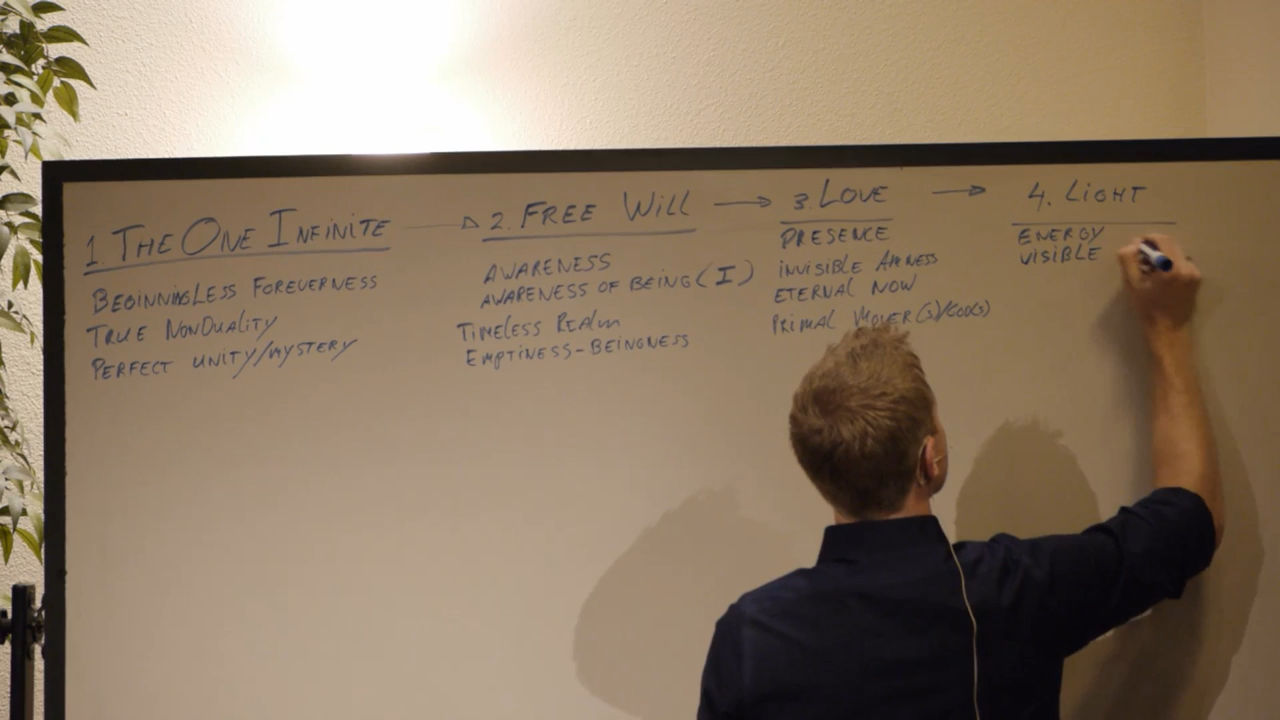 1. THE ONE INFINITE
BEGINNINGLESS FOREVERNESS
TRUE NONDUALITY
PERFECT UNITY/MYSTERY
2. FREE WILL
AWARENESS
AWARENESS OF BEING (I)
TIMELESS REALM
EMPTINESS-BEINGNESS
3. LOVE
PRESENCE
INVISIBLE
ETERNAL NOW
PRIMAL MOVER(S)/GOD(S)
4. LIGHT
ENERGY
VISIBLE